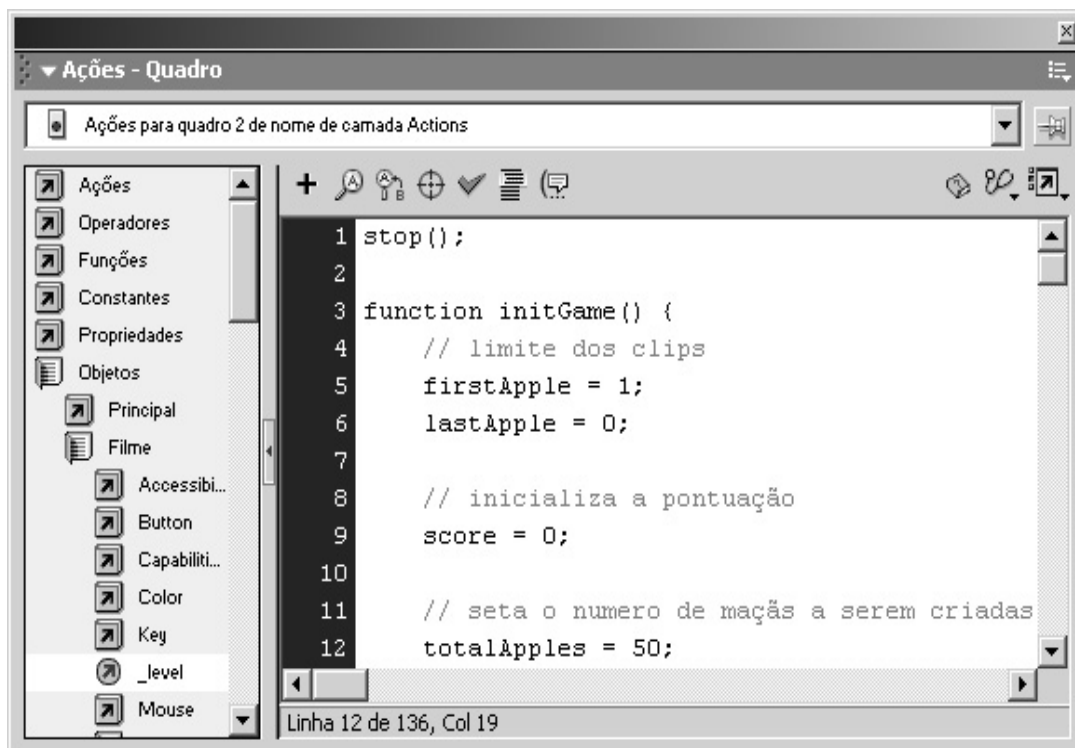 Ações - Quadro
Ações para quadro 2 de nome de camada Actions
Ações
Operadores
Funções
Constantes
Propriedades
Objetos
Principal
Filme
Accessibi...
Button
Capabiliti...
Color
Key
_level
Mouse
1 stop();
2
3 function initGame() {
4 // limite dos clips
5 firstApple = 1;
6 lastApple = 0;
7
8 // inicializa a pontuação
9 score = 0;
10
11 // seta o numero de maçãs a serem criadas
12 totalApples = 50;
Linha 12 de 136, Col 19